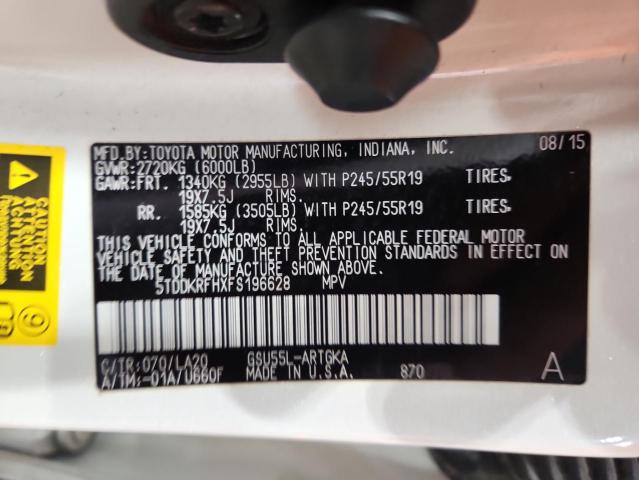 MFD.BY:TOYOTA MOTOR MANUFACTURING, INDIANA, INC. 08/15
GVWR:2720KG (6000LB)
GAWR:FRT. 1340KG (2955LB) WITH P245/55R19 TIRES,
19X7.5J RIMS.
RR. 1585KG (3505LB) WITH P245/55R19 TIRES,
19X7.5J RIMS.
THIS VEHICLE CONFORMS TO ALL APPLICABLE FEDERAL MOTOR
VEHICLE SAFETY AND THEFT PREVENTION STANDARDS IN EFFECT ON
THE DATE OF MANUFACTURE SHOWN ABOVE.
5TDDKRFHXFS196628 MPV
C/TR:070/LA20 GSU55L-ARTGKA
A/TM:-01A/U660F MADE IN U.S.A. 870 A
CAUTION